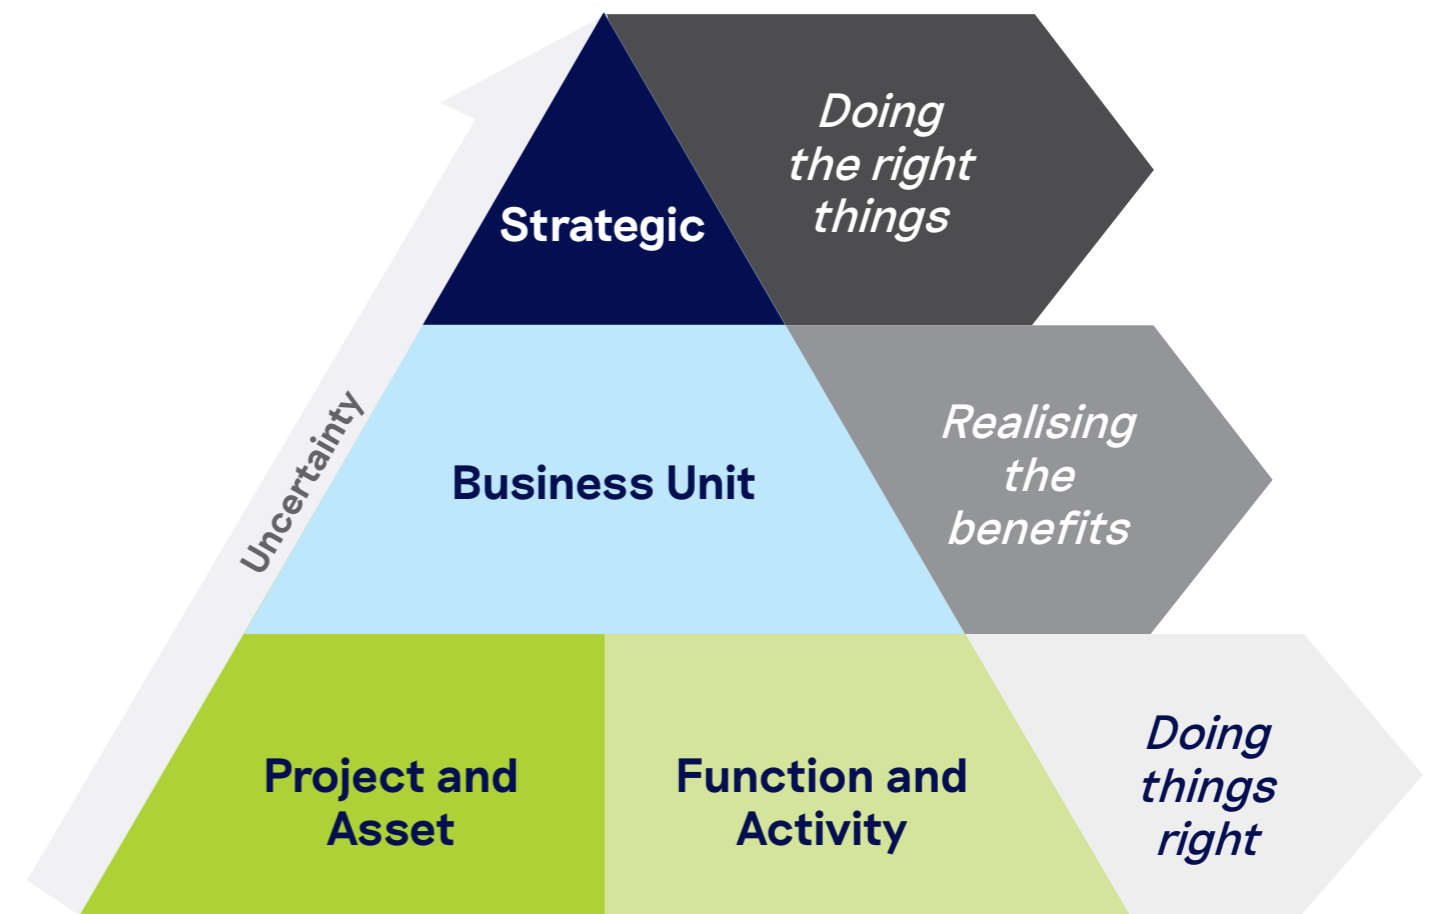 Doing
the right
things
Strategic
Uncertainty
Business Unit
Realising
the
benefits
Project and
Asset
Function and
Activity
Doing
things
right